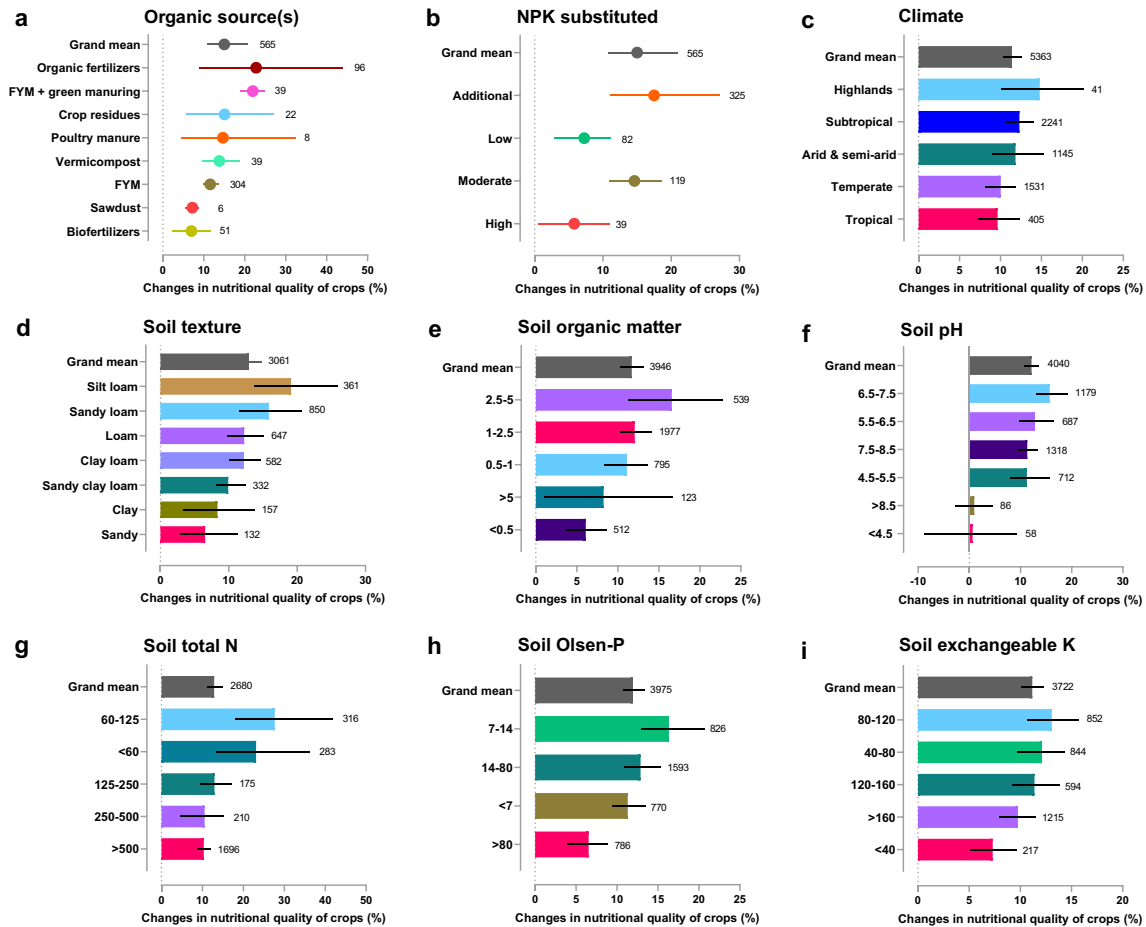 a Organic source(s)
Grand mean 565
Organic fertilizers 96
FYM + green manuring 39
Crop residues 22
Poultry manure 8
Vermicompost 39
FYM 304
Sawdust 6
Biofertilizers 51
0 10 20 30 40 50
Changes in nutritional quality of crops (%)
b NPK substituted
Grand mean 565
Additional 325
Low 82
Moderate 119
High 39
0 10 20 30
Changes in nutritional quality of crops (%)
c Climate
Grand mean 5363
Highlands 41
Subtropical 2241
Arid & semi-arid 1145
Temperate 1531
Tropical 405
0 5 10 15 20 25
Changes in nutritional quality of crops (%)
d Soil texture
Grand mean 3061
Silt loam 361
Sandy loam 850
Loam 647
Clay loam 582
Sandy clay loam 332
Clay 157
Sandy 132
0 10 20 30
Changes in nutritional quality of crops (%)
e Soil organic matter
Grand mean 3946
2.5-5 539
1-2.5 1977
0.5-1 795
>5 123
<0.5 512
0 5 10 15 20 25
Changes in nutritional quality of crops (%)
f Soil pH
Grand mean 4040
6.5-7.5 1179
5.5-6.5 687
7.5-8.5 1318
4.5-5.5 712
>8.5 86
<4.5 58
-10 0 10 20 30
Changes in nutritional quality of crops (%)
g Soil total N
Grand mean 2680
60-125 316
<60 283
125-250 175
250-500 210
>500 1696
0 10 20 30 40 50
Changes in nutritional quality of crops (%)
h Soil Olsen-P
Grand mean 3975
7-14 826
14-80 1593
<7 770
>80 786
0 5 10 15 20 25
Changes in nutritional quality of crops (%)
i Soil exchangeable K
Grand mean 3722
80-120 852
40-80 844
120-160 594
>160 1215
<40 217
0 5 10 15 20
Changes in nutritional quality of crops (%)